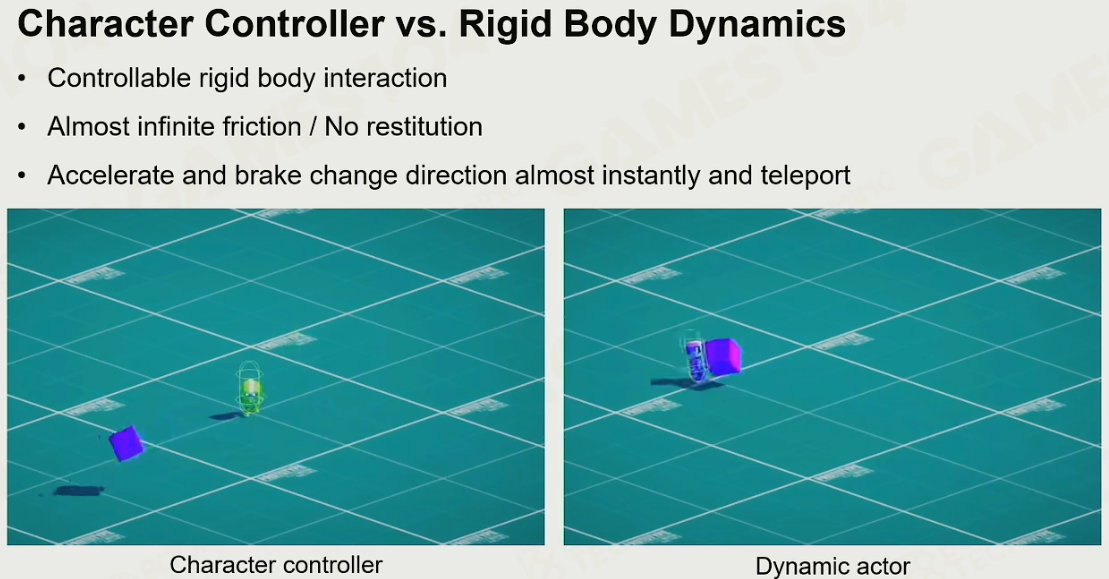 Character Controller vs. Rigid Body Dynamics
• Controllable rigid body interaction
• Almost infinite friction / No restitution
• Accelerate and brake change direction almost instantly and teleport
Character controller
Dynamic actor